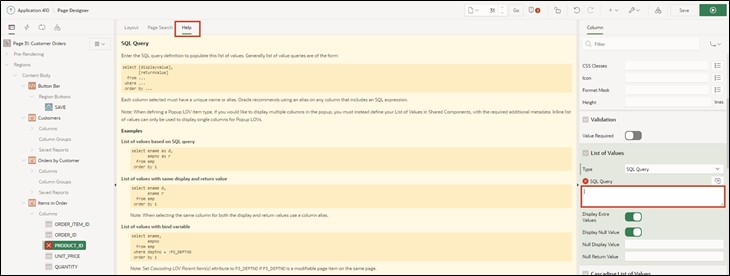 Application 410 \ Page Designer
31
Go
Save
Page 31: Customer Orders
Pre-Rendering
Regions
Content Body
Button Bar
Region Buttons
SAVE
Customers
Columns
Column Groups
Saved Reports
Orders by Customer
Columns
Column Groups
Saved Reports
Items in Order
Columns
ORDER_ITEM_ID
ORDER_ID
PRODUCT_ID
UNIT_PRICE
QUANTITY
Layout Page Search Help
SQL Query
Enter the SQL query definition to populate this list of values. Generally list of value queries are of the form:
select [displayValue],
[returnValue]
from ...
where ...
order by ...
Each column selected must have a unique name or alias. Oracle recommends using an alias on any column that includes an SQL expression.
Note: When defining a Popup LOV item type, if you would like to display multiple columns in the popup, you must instead define your List of Values in Shared Components, with the required additional metadata. Inline list
of values can only be used to display single columns for Popup LOVs.
Examples
List of values based on SQL query
select ename as d,
empno as r
from emp
order by 1
List of values with same display and return value
select ename d,
ename r
from emp
order by 1
Note: When selecting the same column for both the display and return values use a column alias.
List of values with bind variable
select ename,
empno
from emp
where deptno = :P3_DEPTNO
order by 1
Note: Set Cascading LOV Parent Item(s) attribute to P3_DEPTNO if P3_DEPTNO is a modifiable page item on the same page.
Column
Filter
CSS Classes
Icon
Format Mask
Height
lines
Validation
Value Required
List of Values
Type
SQL Query
SQL Query
Display Extra
Values
Display Null Value
Null Display Value
Null Return Value
Cascading List of Values